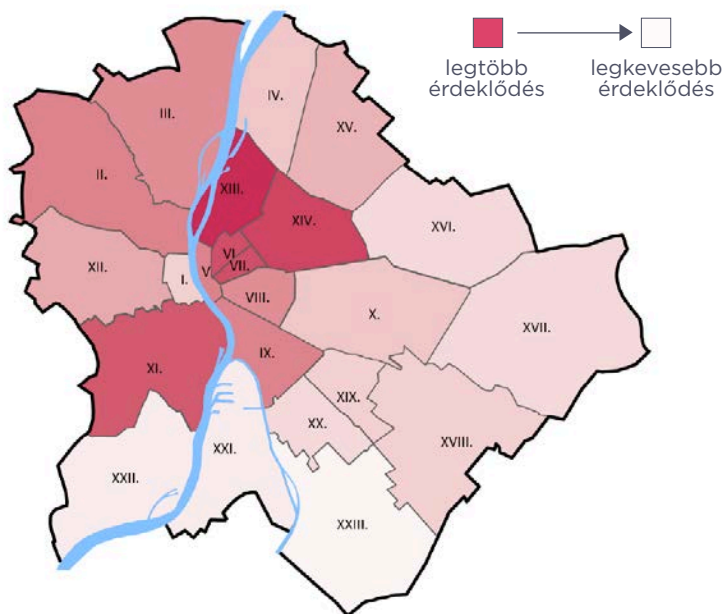 legtöbb
érdeklődés
legkevesebb
érdeklődés
IV.
III.
XV.
II.
XIII.
XIV.
XVI.
VI.
XII.
I.
V.
VII.
VIII.
X.
XVII.
IX.
XI.
XIX.
XX.
XVIII.
XXI.
XXII.
XXIII.